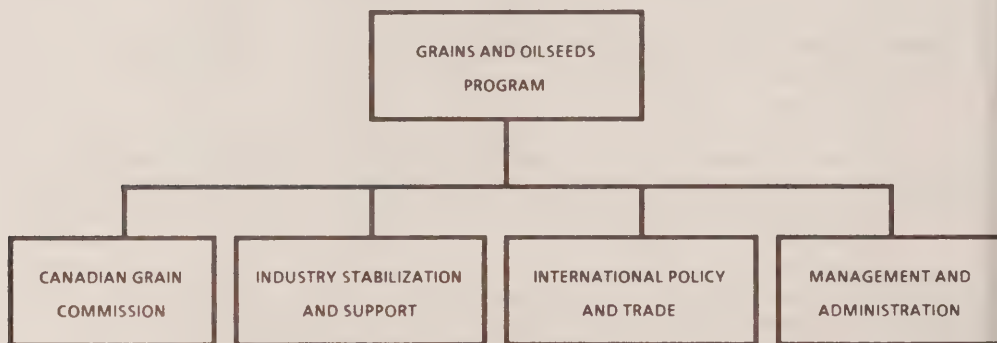 GRAINS AND OILSEEDS
PROGRAM
CANADIAN GRAIN
COMMISSION
INDUSTRY STABILIZATION
AND SUPPORT
INTERNATIONAL POLICY
AND TRADE
MANAGEMENT AND
ADMINISTRATION